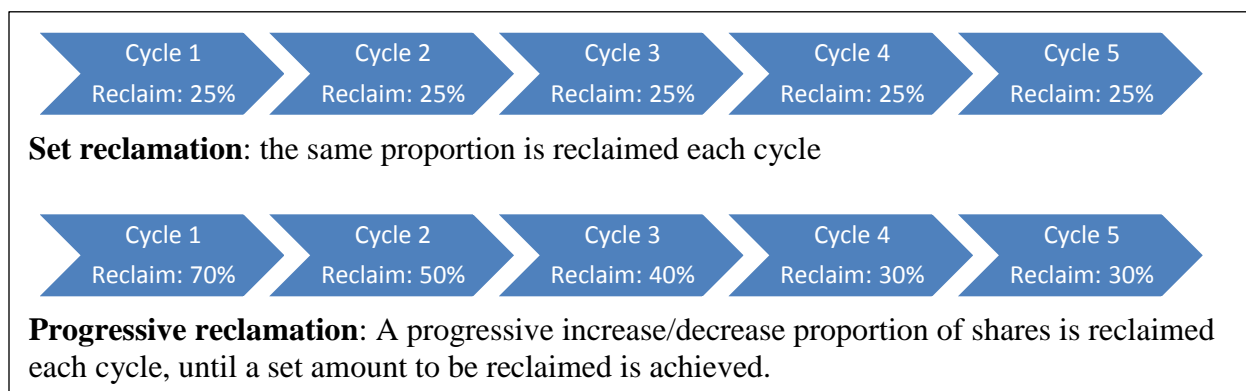 Cycle 1 Cycle 2 Cycle 3 Cycle 4 Cycle 5
Reclaim: 25% Reclaim: 25% Reclaim: 25% Reclaim: 25% Reclaim: 25%
Set reclamation: the same proportion is reclaimed each cycle
Cycle 1 Cycle 2 Cycle 3 Cycle 4 Cycle 5
Reclaim: 70% Reclaim: 50% Reclaim: 40% Reclaim: 30% Reclaim: 30%
Progressive reclamation: A progressive increase/decrease proportion of shares is reclaimed
each cycle, until a set amount to be reclaimed is achieved.